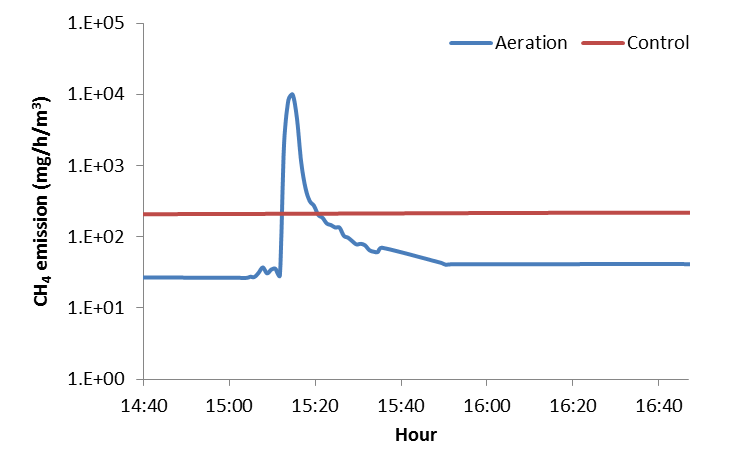 1.E+05
Aeration Control
1.E+04
1.E+03
1.E+02
1.E+01
1.E+00
CH₄ emission (mg/h/m³)
14:40 15:00 15:20 15:40 16:00 16:20 16:40
Hour